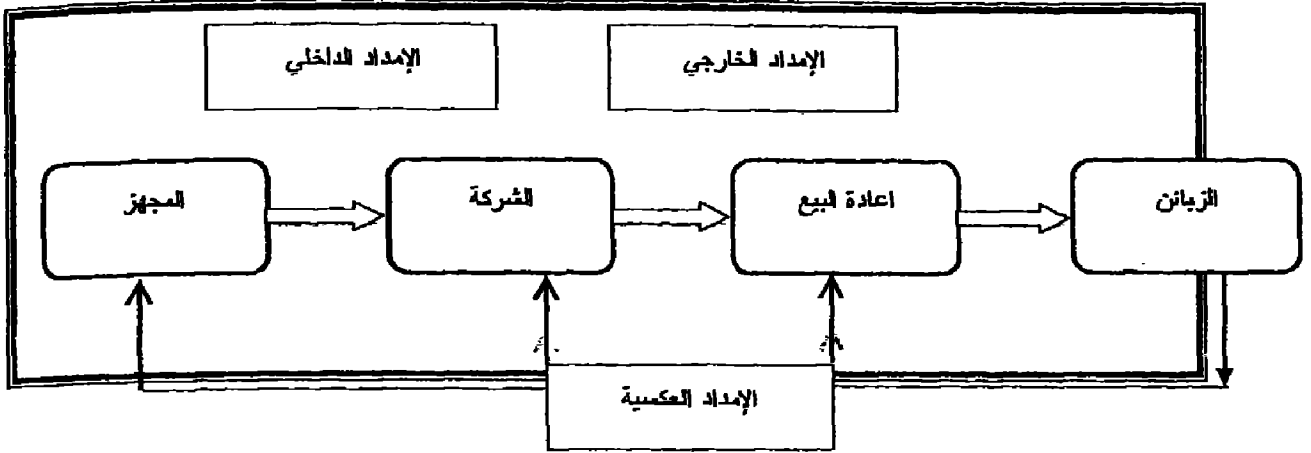 الإمداد الخارجي
الإمداد الداخلي
الزبائن
اعادة البيع
الشركة
المجهز
الإمداد العكسية